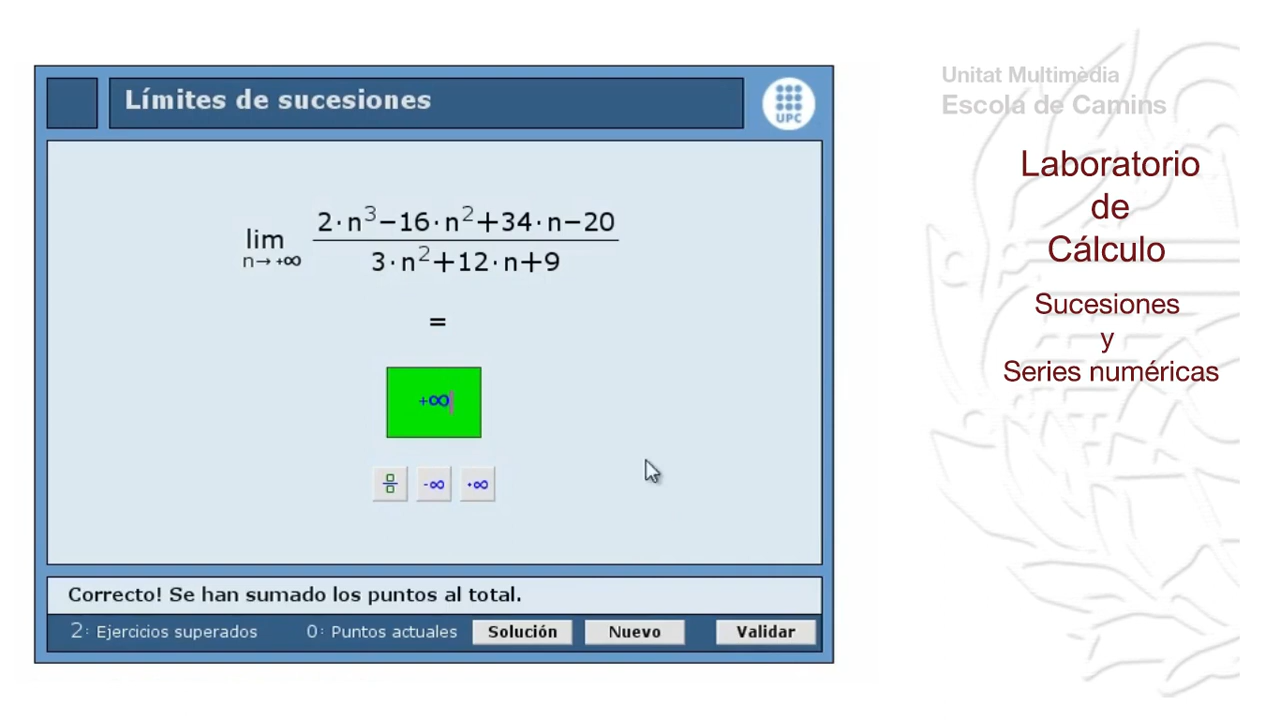 Límites de sucesiones
UPC
lim n→+∞ (2·n³−16·n²+34·n−20)/(3·n²+12·n+9)
=
+∞
-∞ +∞
Correcto! Se han sumado los puntos al total.
2: Ejercicios superados 0: Puntos actuales Solución Nuevo Validar
Unitat Multimèdia
Escola de Camins
Laboratorio
de
Cálculo
Sucesiones
y
Series numéricas